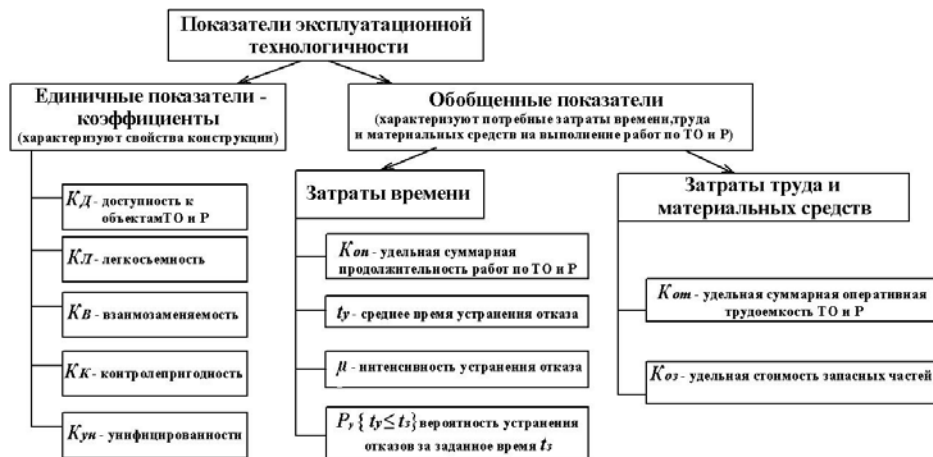 Показатели эксплуатационной
технологичности
Единичные показатели -
коэффициенты
(характеризуют свойства конструкции)
Обобщенные показатели
(характеризуют потребные затраты времени,труда
и материальных средств на выполнение работ по ТО и Р)
КД - доступность к
объектамТО и Р
КЛ - легкосъемность
КВ - взаимозаменяемость
КК - контролепригодность
Кун - унифицированности
Затраты времени
Коп - удельная суммарная
продолжительность работ по ТО и Р
tу - среднее время устранения отказа
μ - интенсивность устранения отказа
Pу { tу ≤ tз} вероятность устранения
отказов за заданное время tз
Затраты труда и
материальных средств
Кот - удельная суммарная оперативная
трудоемкость ТО и Р
Коз - удельная стоимость запасных частей